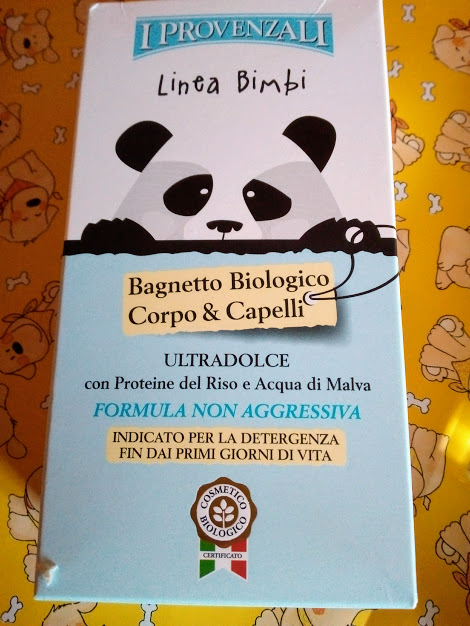 I PROVENZALI
Linea Bimbi
Bagnetto Biologico
Corpo & Capelli
ULTRADOLCE
con Proteine del Riso e Acqua di Malva
FORMULA NON AGGRESSIVA
INDICATO PER LA DETERGENZA
FIN DAI PRIMI GIORNI DI VITA
COSMETICO
BIOLOGICO
CERTIFICATO